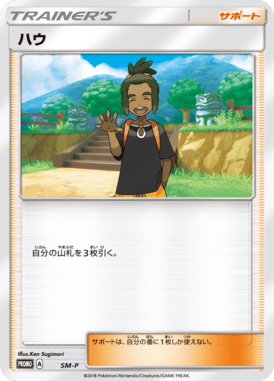 TRAINER'S サポート
ハウ
自分の山札を3枚引く。
サポートは、自分の番に1枚しか使えない。
Illus.Ken Sugimori
PROMO A SM-P
©2018 Pokémon/Nintendo/Creatures/GAME FREAK.